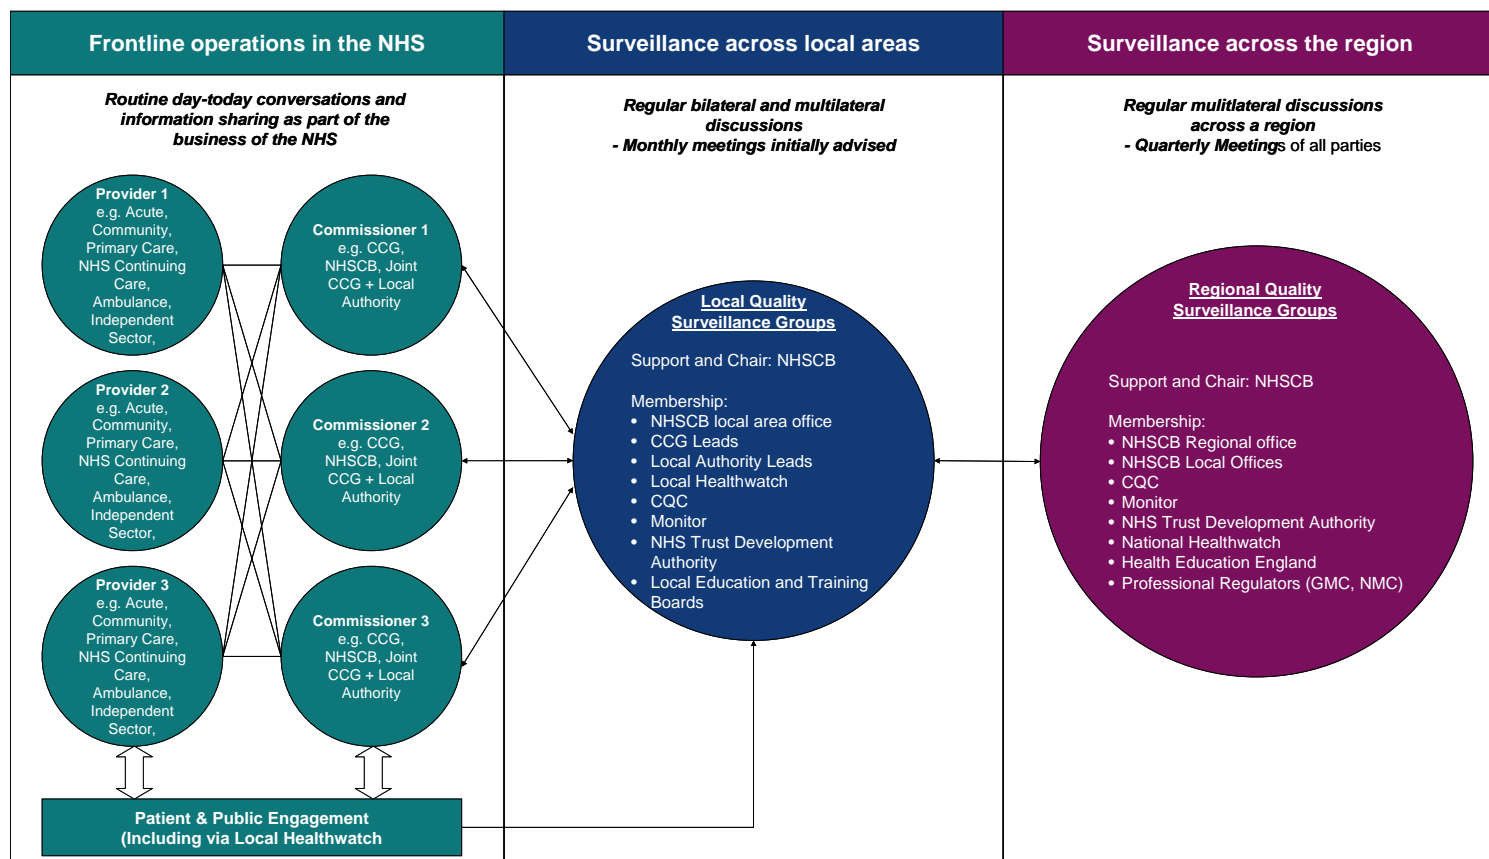 Frontline operations in the NHS
Surveillance across local areas
Surveillance across the region
Routine day-today conversations and
information sharing as part of the
business of the NHS
Regular bilateral and multilateral
discussions
- Monthly meetings initially advised
Regular mulitlateral discussions
across a region
- Quarterly Meetings of all parties
Provider 1
e.g. Acute,
Community,
Primary Care,
NHS Continuing
Care,
Ambulance,
Independent
Sector,
Commissioner 1
e.g. CCG,
NHSCB, Joint
CCG + Local
Authority
Provider 2
e.g. Acute,
Community,
Primary Care,
NHS Continuing
Care,
Ambulance,
Independent
Sector,
Commissioner 2
e.g. CCG,
NHSCB, Joint
CCG + Local
Authority
Provider 3
e.g. Acute,
Community,
Primary Care,
NHS Continuing
Care,
Ambulance,
Independent
Sector,
Commissioner 3
e.g. CCG,
NHSCB, Joint
CCG + Local
Authority
Patient & Public Engagement
(Including via Local Healthwatch
Local Quality
Surveillance Groups
Support and Chair: NHSCB
Membership:
• NHSCB local area office
• CCG Leads
• Local Authority Leads
• Local Healthwatch
• CQC
• Monitor
• NHS Trust Development
Authority
• Local Education and Training
Boards
Regional Quality
Surveillance Groups
Support and Chair: NHSCB
Membership:
• NHSCB Regional office
• NHSCB Local Offices
• CQC
• Monitor
• NHS Trust Development Authority
• National Healthwatch
• Health Education England
• Professional Regulators (GMC, NMC)